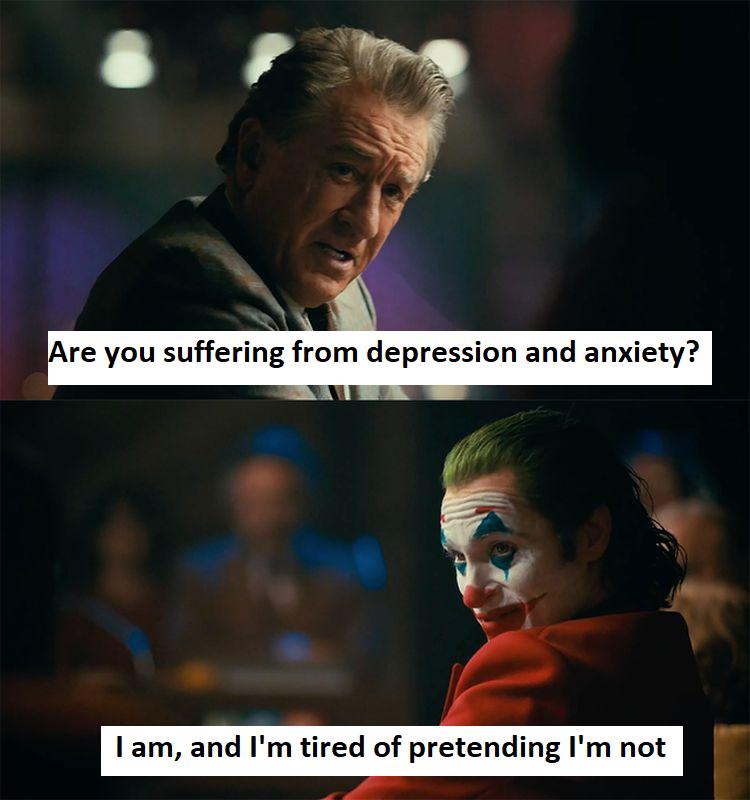 Are you suffering from depression and anxiety?
I am, and I'm tired of pretending I'm not